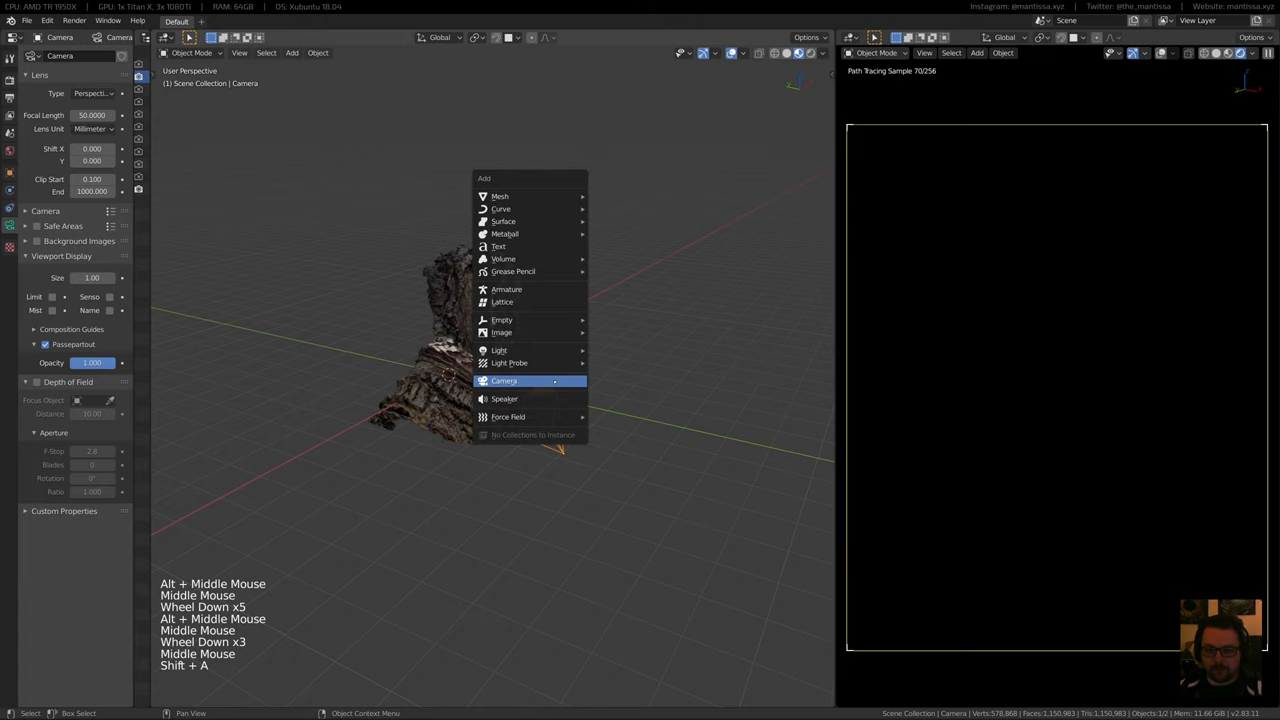 CPU: AMD TR 1950X
GPU: 1x Titan X, 3x 1080Ti
RAM: 64GB
OS: Xubuntu 18.04
Instagram: @mantissa.xyz
Twitter: @the_mantissa
Website: mantissa.xyz
File Edit Render Window Help
Default
Scene
View Layer
Camera
Camera
Object Mode
View Select Add Object
Global
Options
Object Mode
View Select Add Object
Global
Options
Camera
Lens
Type Perspecti...
Focal Length 50.0000
Lens Unit Millimeter
Shift X 0.000
Y 0.000
Clip Start 0.100
End 1000.000
Camera
Safe Areas
Background Images
Viewport Display
Size 1.00
Limit Senso
Mist Name
Composition Guides
Passepartout
Opacity 1.000
Depth of Field
Focus Object
Distance 10.00
Aperture
F-Stop 2.8
Blades 0
Rotation 0°
Ratio 1.000
Custom Properties
User Perspective
(1) Scene Collection | Camera
Add
Mesh
Curve
Surface
Metaball
Text
Volume
Grease Pencil
Armature
Lattice
Empty
Image
Light
Light Probe
Camera
Speaker
Force Field
No Collections to Instance
Alt + Middle Mouse
Middle Mouse
Wheel Down x5
Alt + Middle Mouse
Middle Mouse
Wheel Down x3
Middle Mouse
Shift + A
Path Tracing Sample 70/256
Select
Box Select
Pan View
Object Context Menu
Scene Collection | Camera | Verts:578,868 | Faces:1,150,983 | Tris:1,150,983 | Objects:1/2 | Mem: 11.66 GiB | v2.83.11